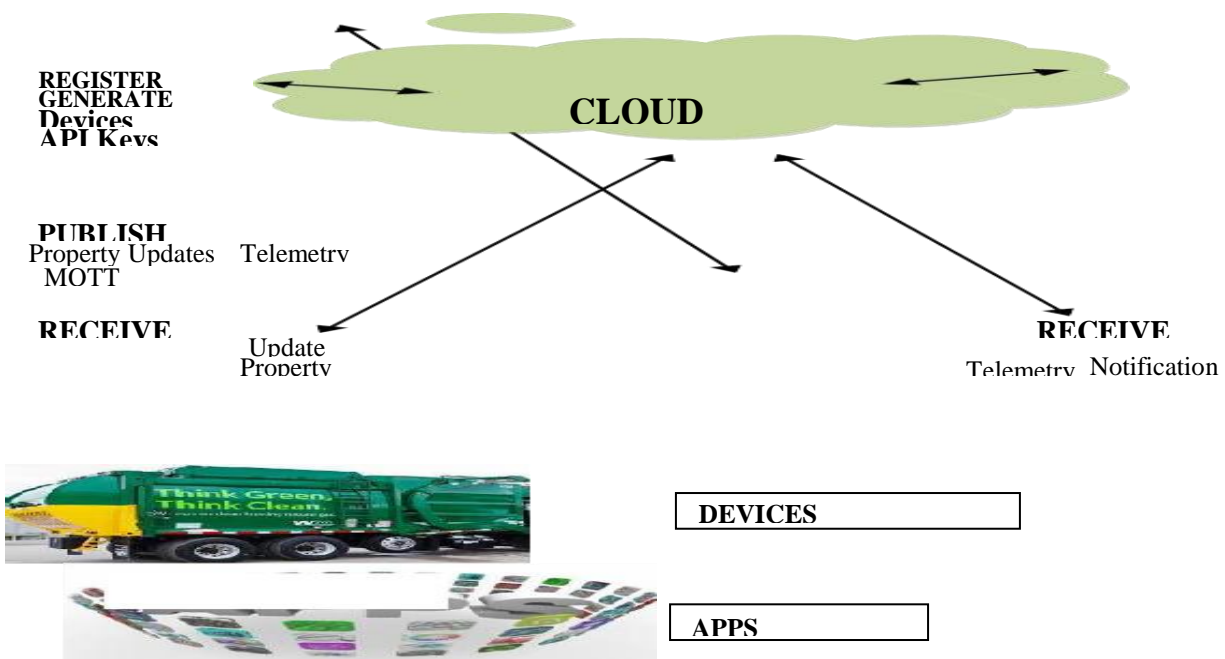 REGISTER
GENERATE
Devices
API Keys
CLOUD
PUBLISH
Property Updates Telemetry
MQTT
RECEIVE
Update
Property
RECEIVE
Telemetry Notification
Think Green.
Think Clean.
DEVICES
APPS